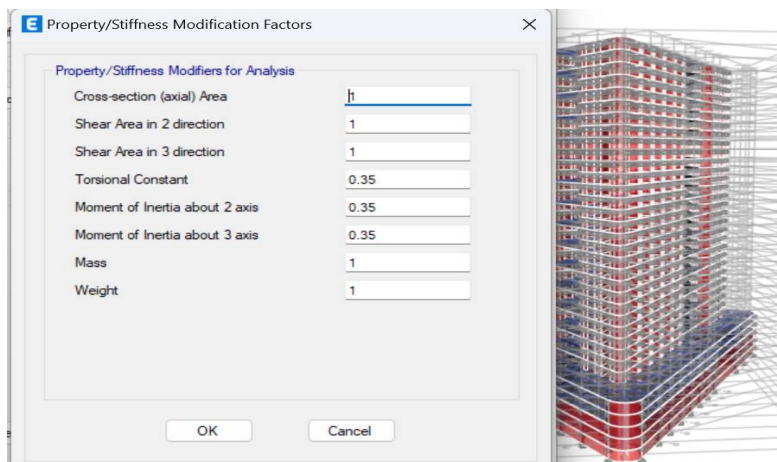 E Property/Stiffness Modification Factors
Property/Stiffness Modifiers for Analysis
Cross-section (axial) Area 1
Shear Area in 2 direction 1
Shear Area in 3 direction 1
Torsional Constant 0.35
Moment of Inertia about 2 axis 0.35
Moment of Inertia about 3 axis 0.35
Mass 1
Weight 1
OK Cancel